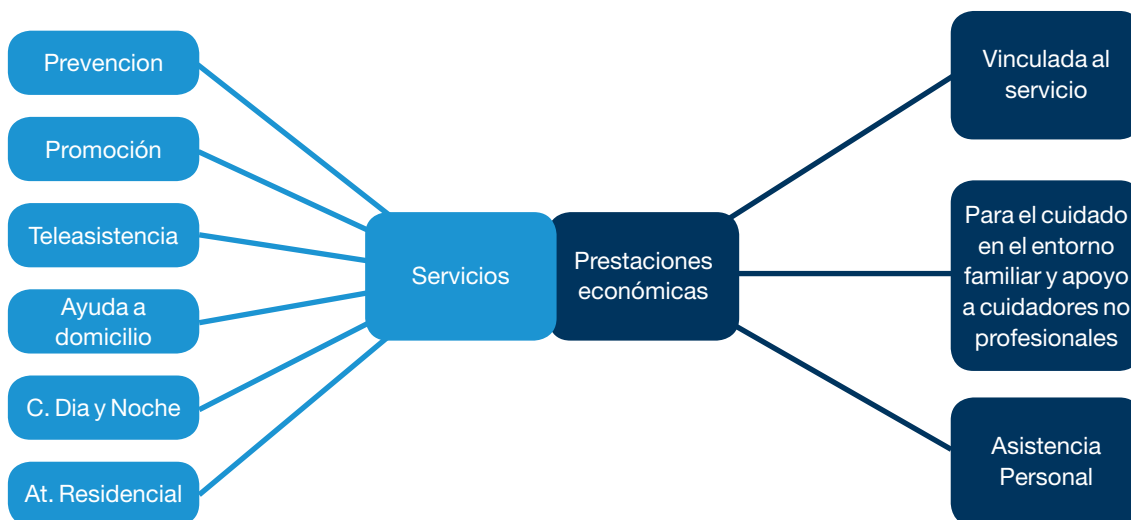 Prevencion
Promoción
Teleasistencia
Ayuda a
domicilio
C. Dia y Noche
At. Residencial
Servicios
Prestaciones
económicas
Vinculada al
servicio
Para el cuidado
en el entorno
familiar y apoyo
a cuidadores no
profesionales
Asistencia
Personal